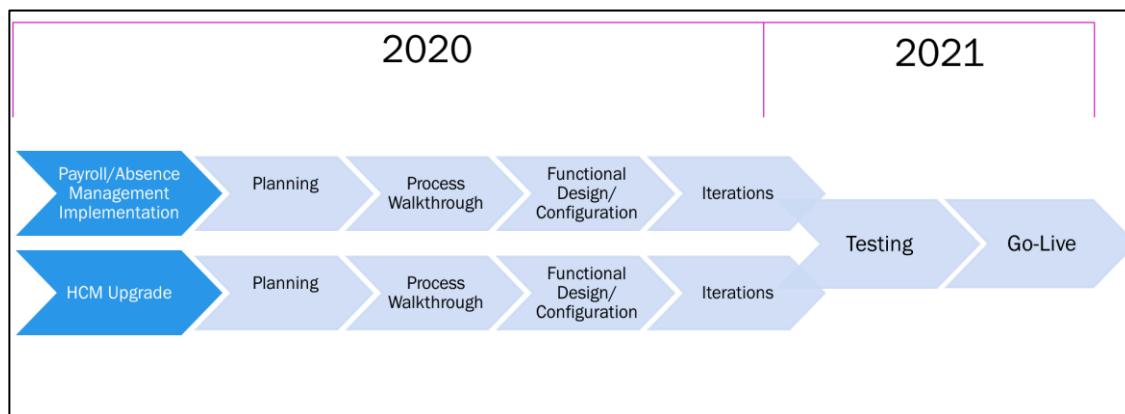 2020
2021
Payroll/Absence
Management
Implementation
Planning
Process
Walkthrough
Functional
Design/
Configuration
Iterations
HCM Upgrade
Planning
Process
Walkthrough
Functional
Design/
Configuration
Iterations
Testing
Go-Live